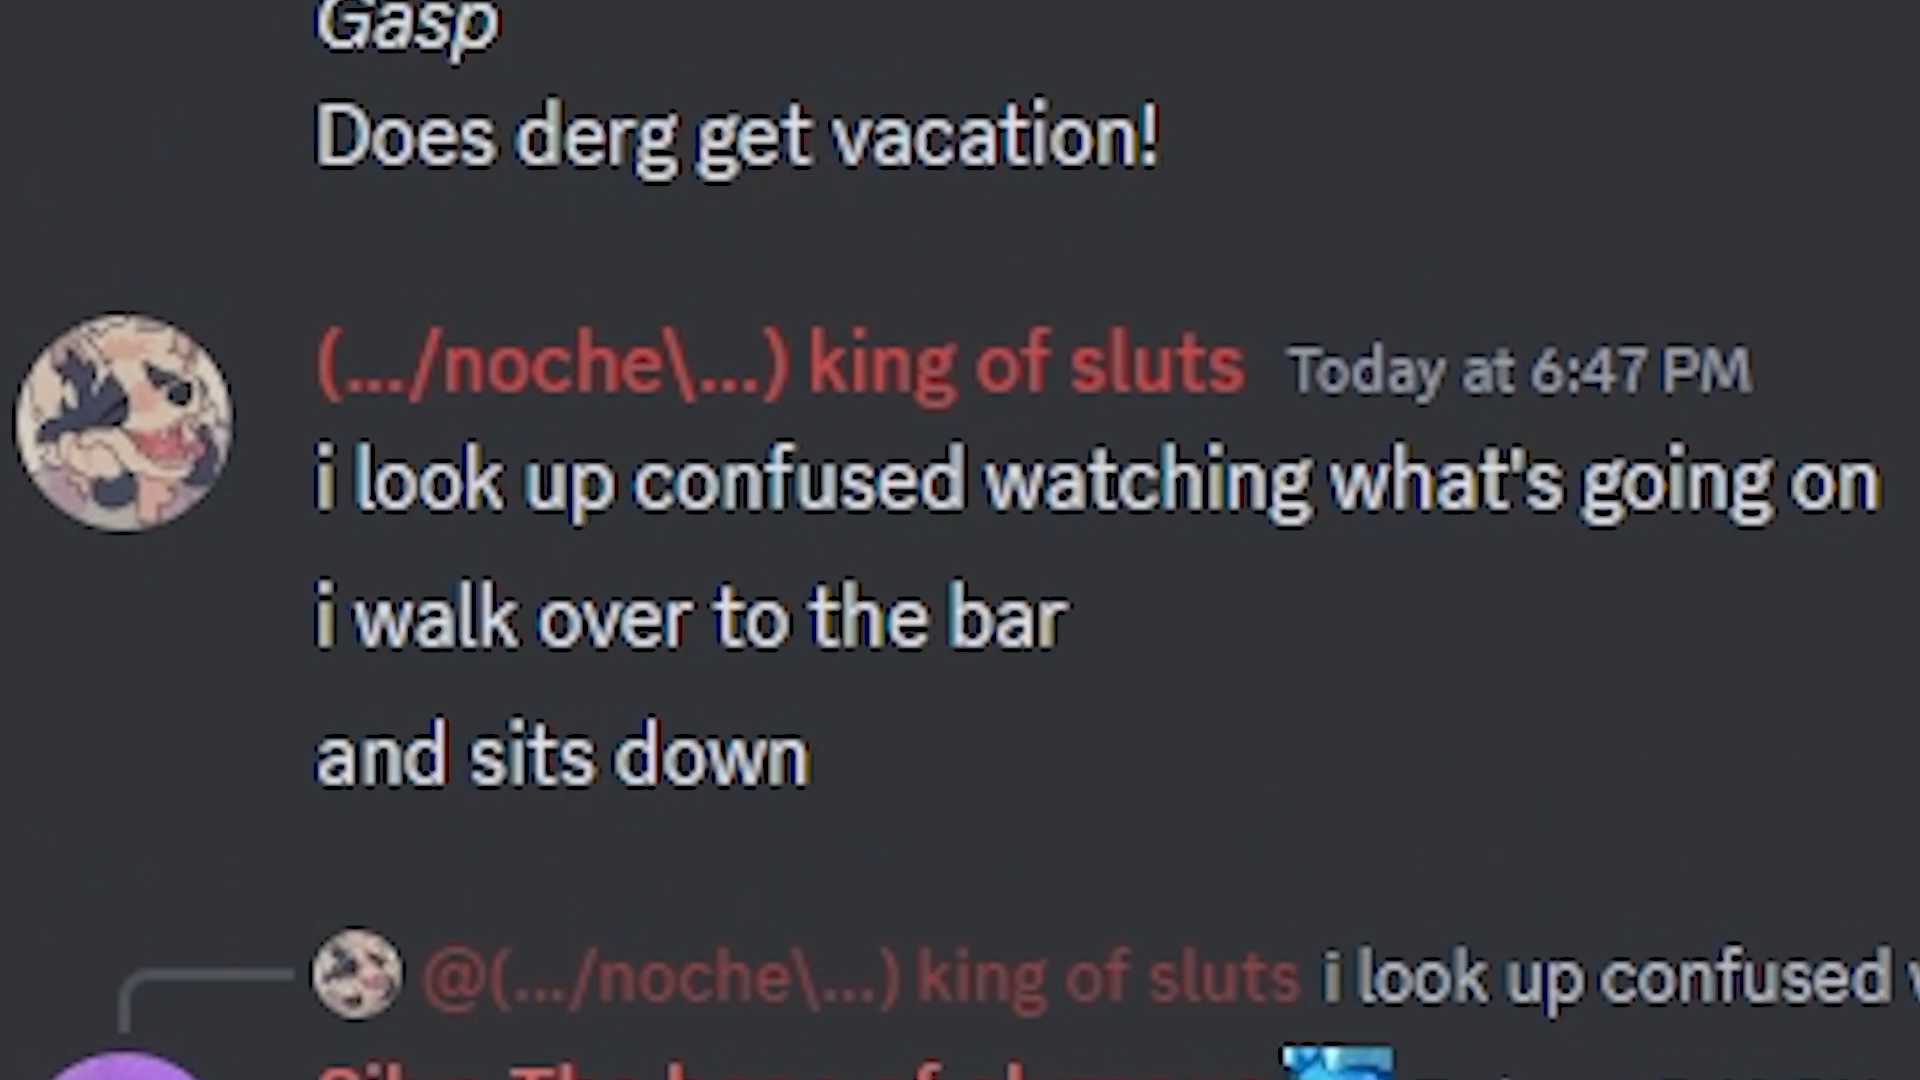 Gasp
Does derg get vacation!
(.../noche\...) king of sluts Today at 6:47 PM
i look up confused watching what's going on
i walk over to the bar
and sits down
@(.../noche\...) king of sluts i look up confused